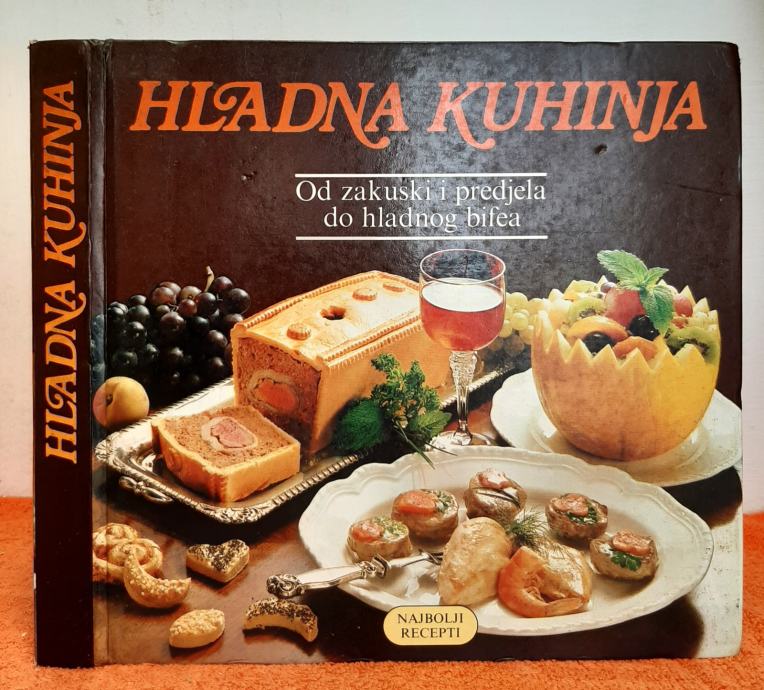 HLADNA KUHINJA
HLADNA KUHINJA
Od zakuski i predjela
do hladnog bifea
NAJBOLJI
RECEPTI